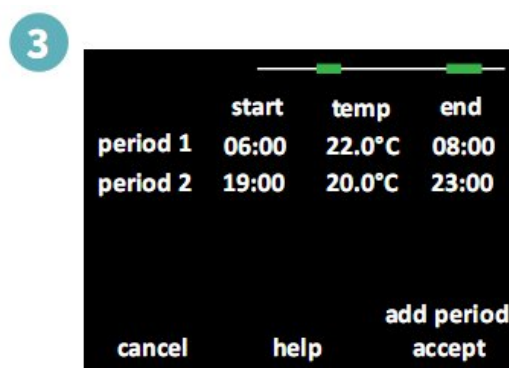 3
start temp end
period 1 06:00 22.0°C 08:00
period 2 19:00 20.0°C 23:00
add period
cancel help accept